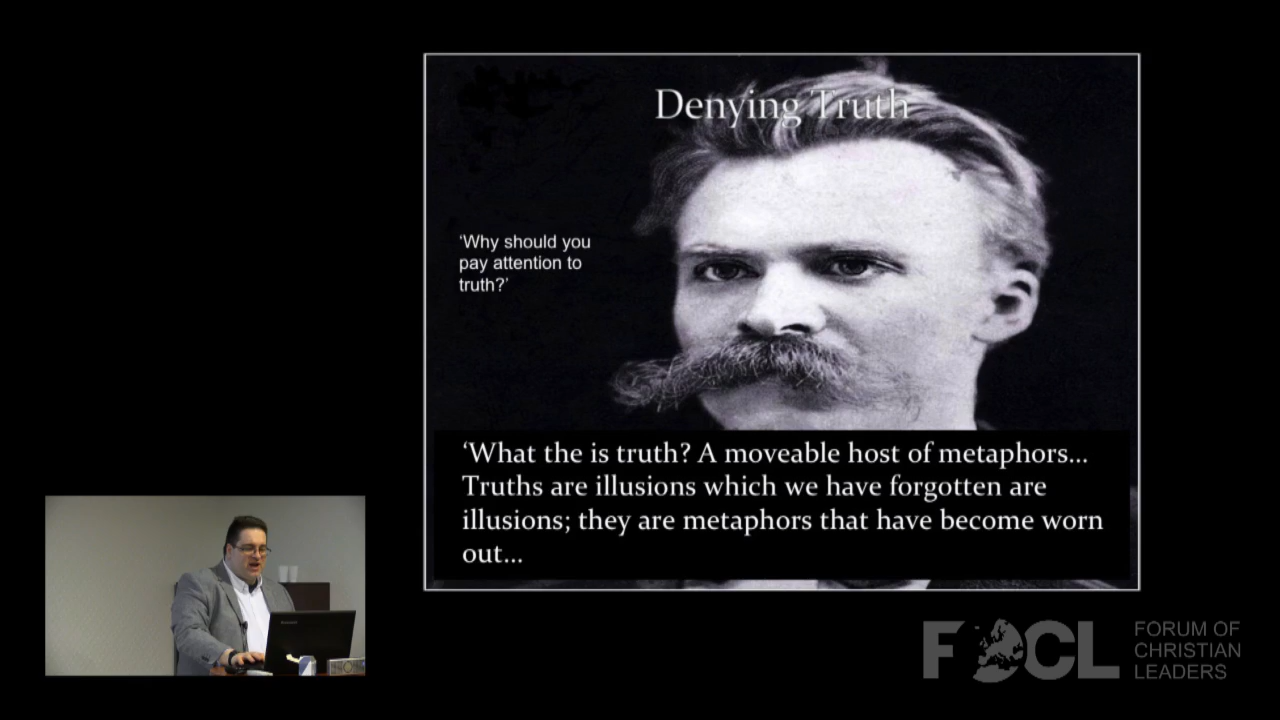 Denying Truth
‘Why should you
pay attention to
truth?’
‘What the is truth? A moveable host of metaphors...
Truths are illusions which we have forgotten are
illusions; they are metaphors that have become worn
out...
FOCL
FORUM OF
CHRISTIAN
LEADERS